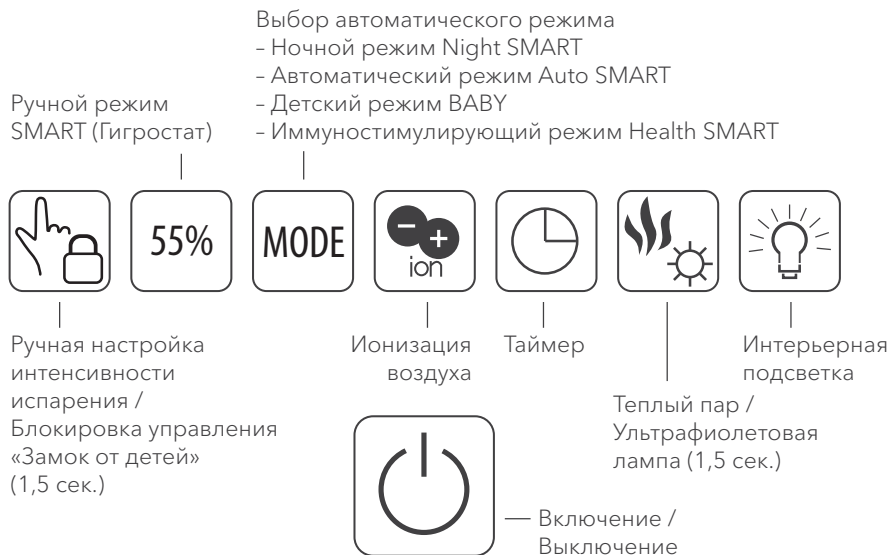 Выбор автоматического режима
– Ночной режим Night SMART
– Автоматический режим Auto SMART
– Детский режим BABY
– Иммуностимулирующий режим Health SMART
Ручной режим
SMART (Гигростат)
55%
MODE
ion
Ручная настройка
интенсивности
испарения /
Блокировка управления
«Замок от детей»
(1,5 сек.)
Ионизация
воздуха
Таймер
Теплый пар /
Ультрафиолетовая
лампа (1,5 сек.)
Интерьерная
подсветка
Включение /
Выключение